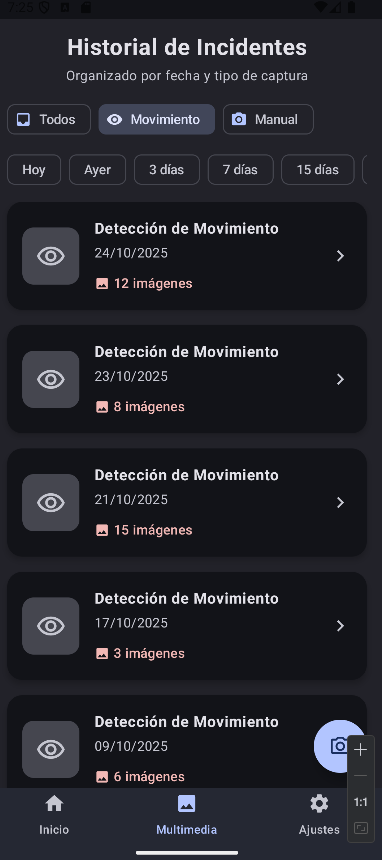 7:25
Historial de Incidentes
Organizado por fecha y tipo de captura
Todos Movimiento Manual
Hoy Ayer 3 días 7 días 15 días
Detección de Movimiento
24/10/2025
12 imágenes
Detección de Movimiento
23/10/2025
8 imágenes
Detección de Movimiento
21/10/2025
15 imágenes
Detección de Movimiento
17/10/2025
3 imágenes
Detección de Movimiento
09/10/2025
6 imágenes
1:1
Inicio Multimedia Ajustes